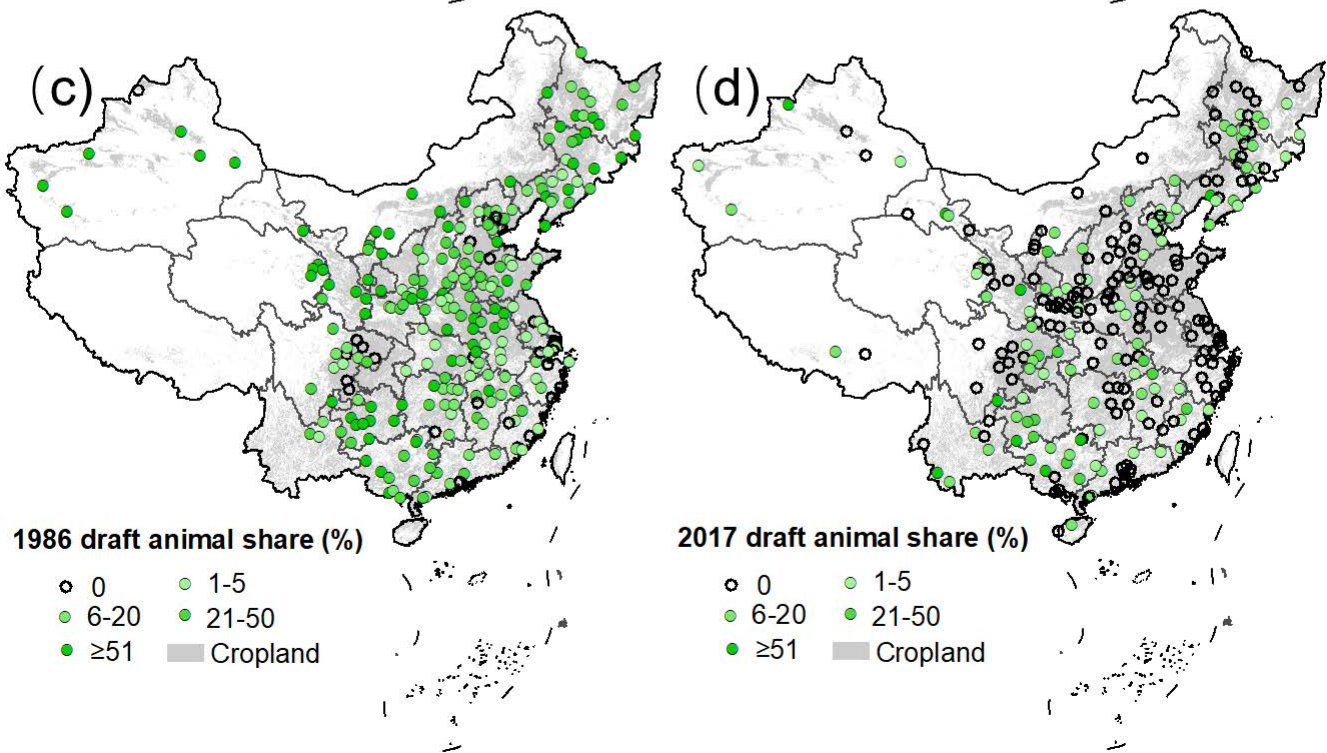 (c)
(d)
1986 draft animal share (%)
0
1-5
6-20
21-50
≥51
Cropland
2017 draft animal share (%)
0
1-5
6-20
21-50
≥51
Cropland